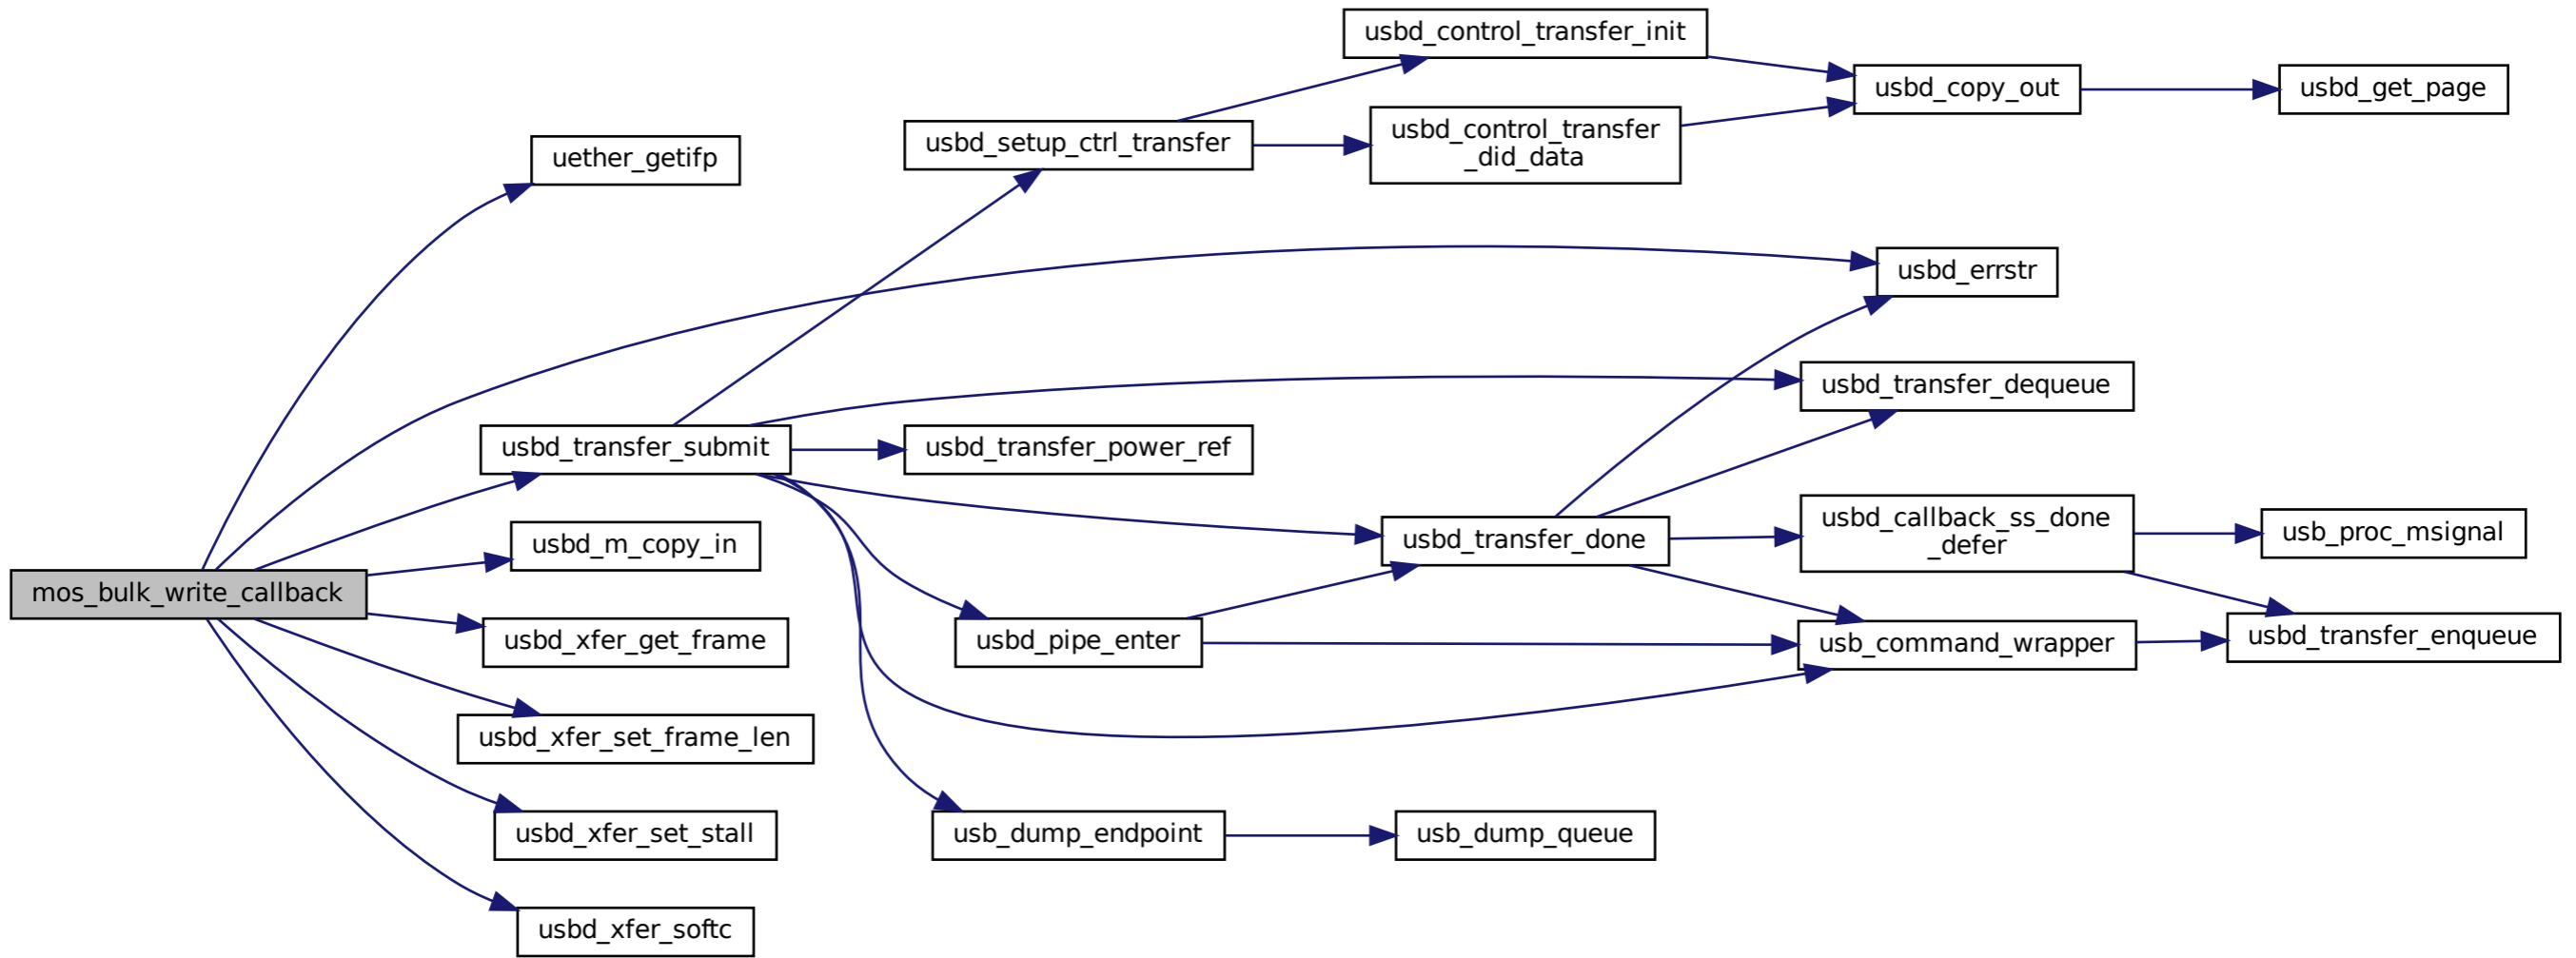 usbd_control_transfer_init
usbd_copy_out
usbd_get_page
usbd_control_transfer
_did_data
usbd_setup_ctrl_transfer
uether_getifp
usbd_errstr
usbd_transfer_dequeue
usbd_transfer_submit
usbd_transfer_power_ref
usbd_callback_ss_done
_defer
usb_proc_msignal
usbd_transfer_done
usbd_m_copy_in
mos_bulk_write_callback
usbd_xfer_get_frame
usbd_pipe_enter
usb_command_wrapper
usbd_transfer_enqueue
usbd_xfer_set_frame_len
usbd_xfer_set_stall
usb_dump_endpoint
usb_dump_queue
usbd_xfer_softc